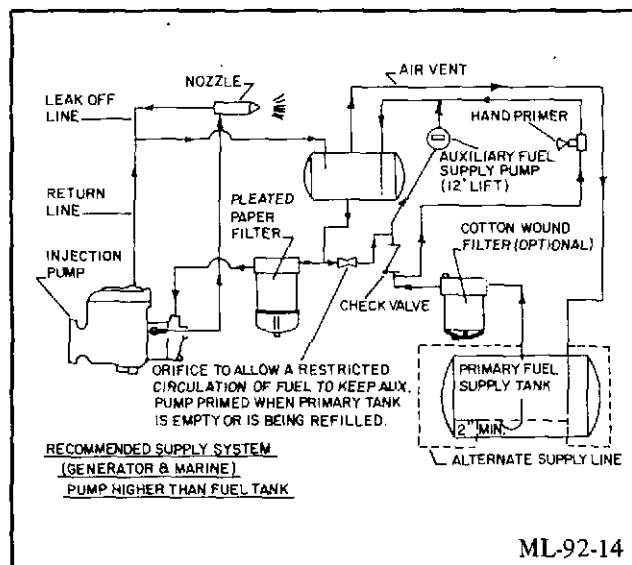 NOZZLE
AIR VENT
LEAK OFF
LINE
HAND PRIMER
AUXILIARY FUEL
SUPPLY PUMP
(12' LIFT)
RETURN
LINE
PLEATED
PAPER
FILTER
COTTON WOUND
FILTER (OPTIONAL)
INJECTION
PUMP
CHECK VALVE
ORIFICE TO ALLOW A RESTRICTED
CIRCULATION OF FUEL TO KEEP AUX.
PUMP PRIMED WHEN PRIMARY TANK
IS EMPTY OR IS BEING REFILLED.
PRIMARY FUEL
SUPPLY TANK
2" MIN.
ALTERNATE SUPPLY LINE
RECOMMENDED SUPPLY SYSTEM
(GENERATOR & MARINE)
PUMP HIGHER THAN FUEL TANK
ML-92-14